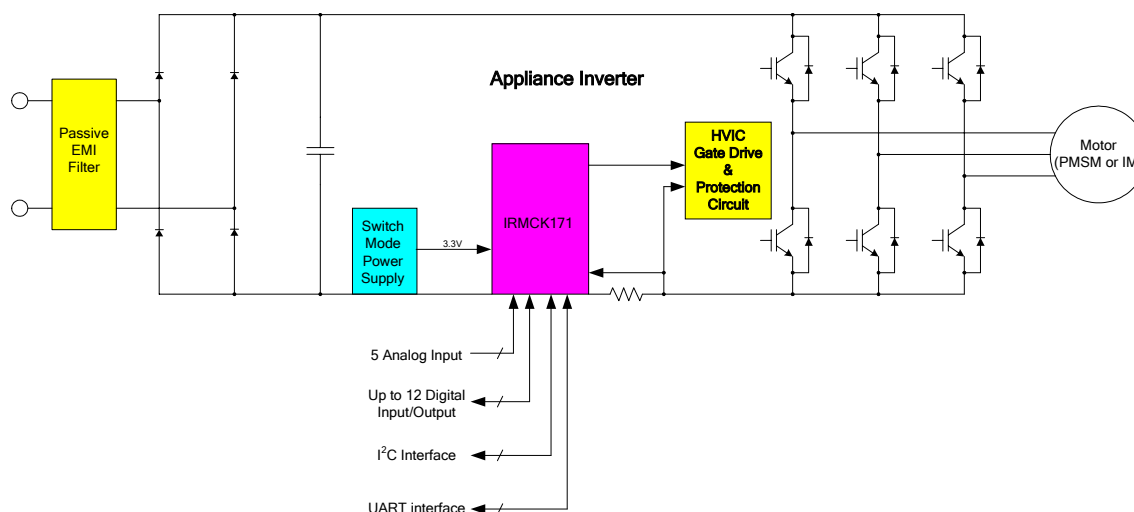 Appliance Inverter
Passive
EMI
Filter
HVIC
Gate Drive
&
Protection
Circuit
Motor
(PMSM or IM
IRMCK171
Switch
Mode
Power
Supply
3.3V
5 Analog Input
Up to 12 Digital
Input/Output
I²C Interface
UART interface